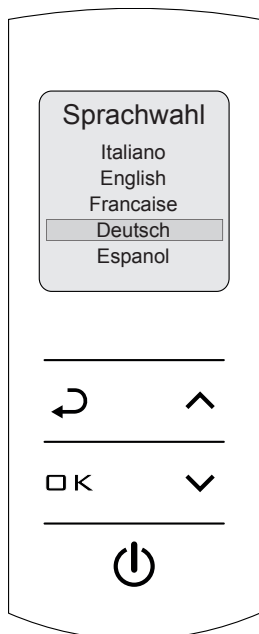 Sprachwahl
Italiano
English
Francaise
Deutsch
Espanol
OK